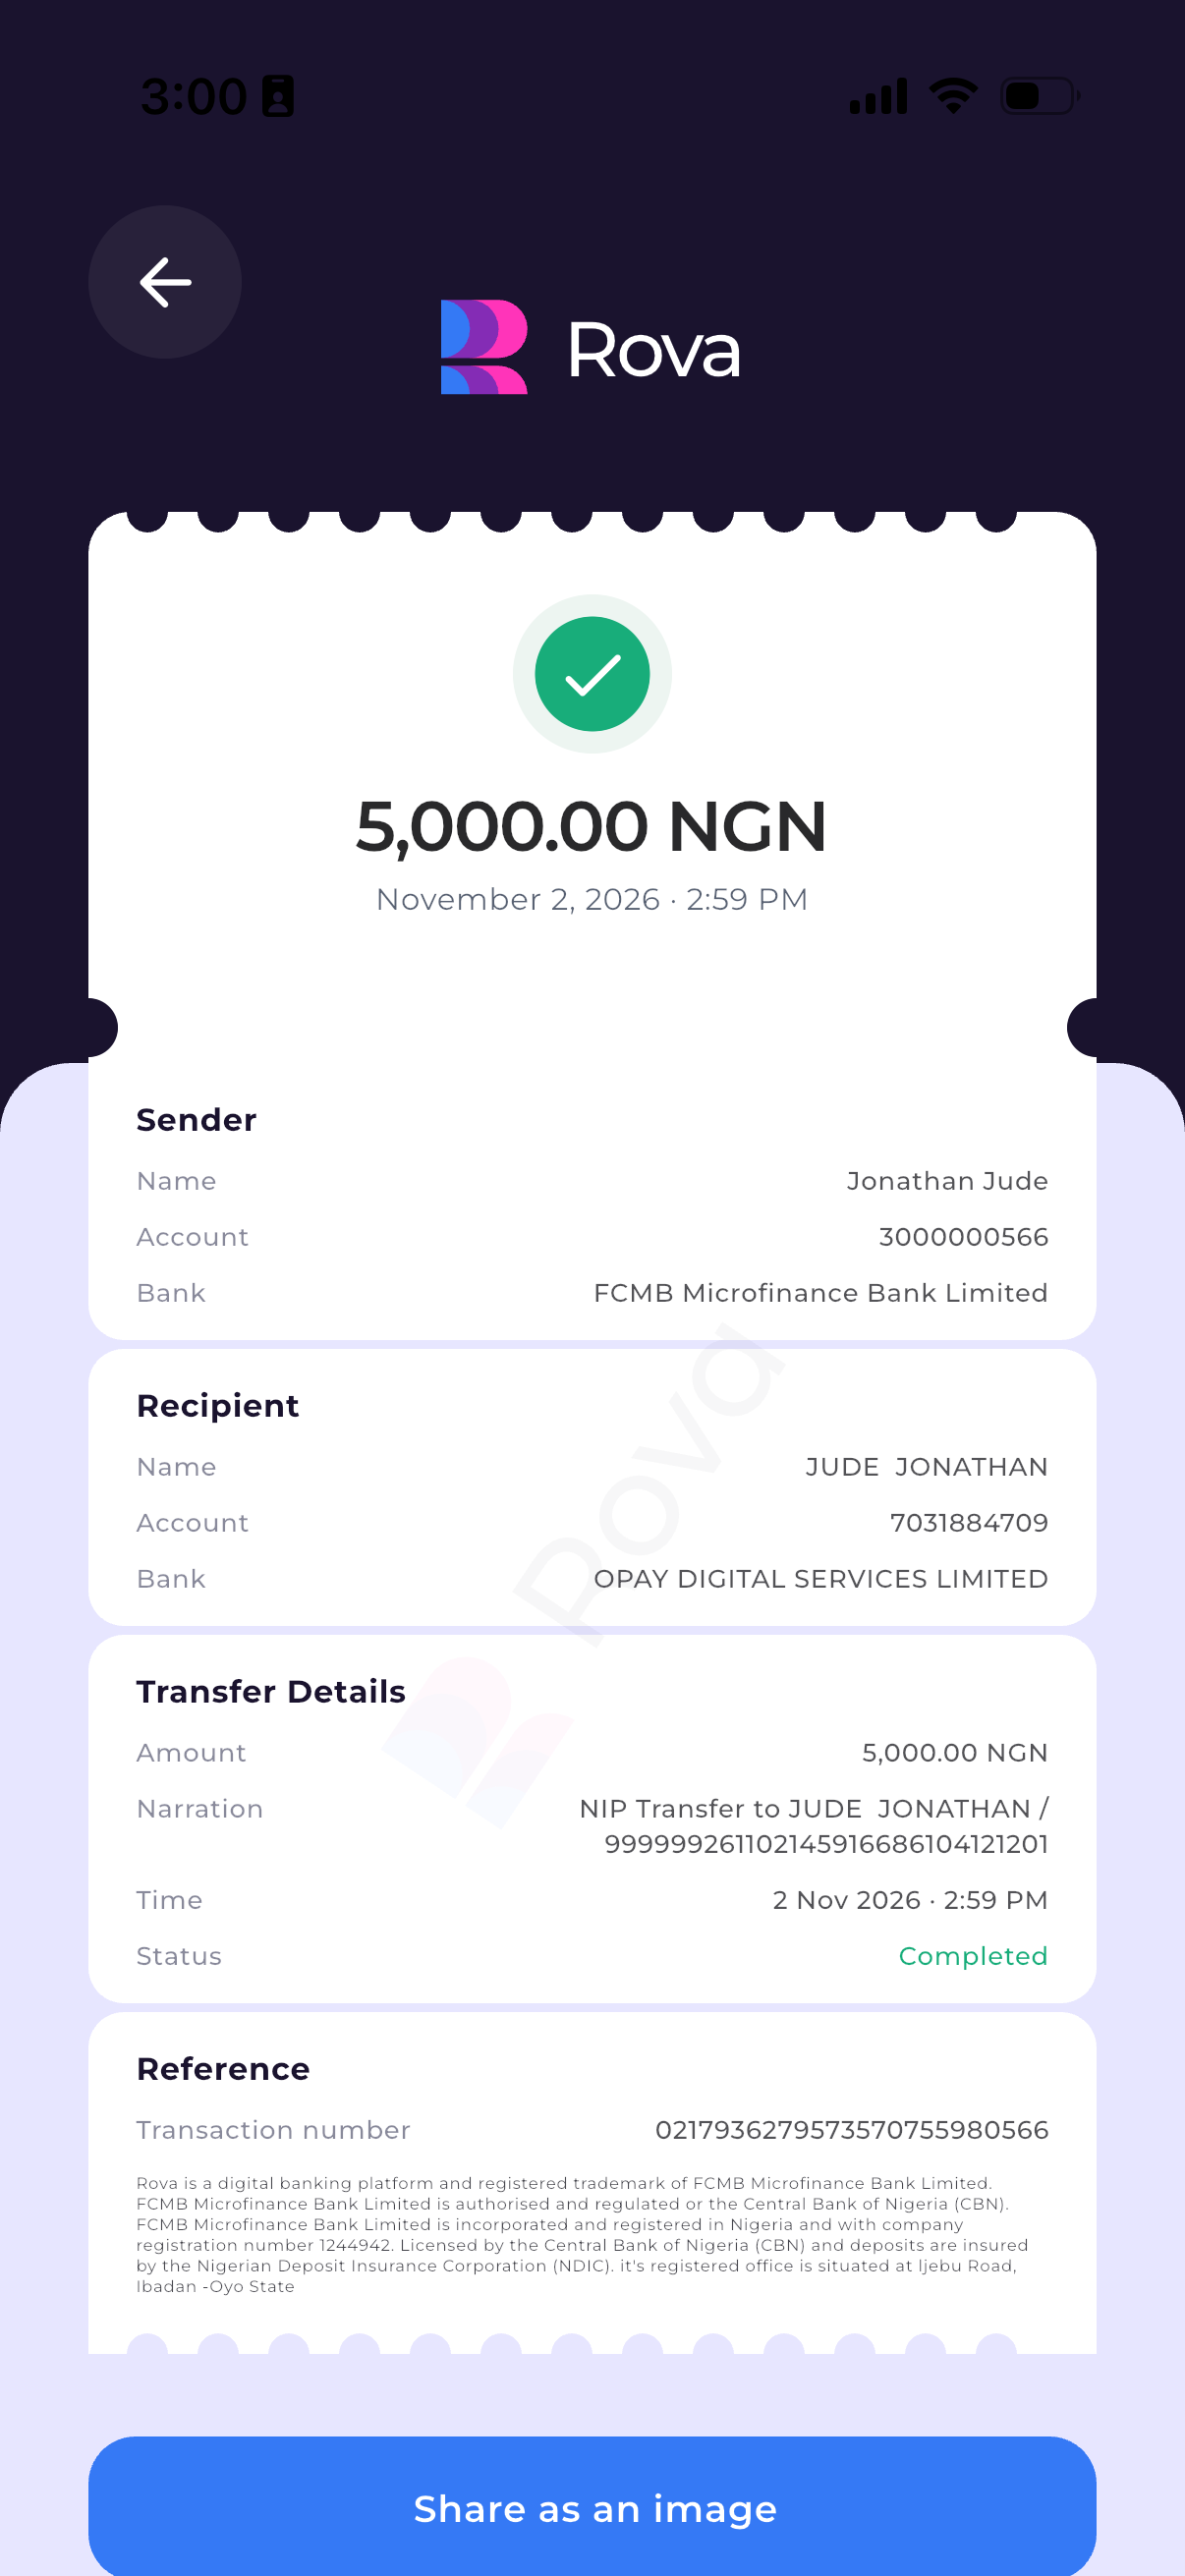 3:00
Rova
5,000.00 NGN
November 2, 2026 · 2:59 PM
Sender
Name Jonathan Jude
Account 3000000566
Bank FCMB Microfinance Bank Limited
Recipient
Name JUDE  JONATHAN
Account 7031884709
Bank OPAY DIGITAL SERVICES LIMITED
Rova
Transfer Details
Amount 5,000.00 NGN
Narration NIP Transfer to JUDE  JONATHAN /
999999261102145916686104121201
Time 2 Nov 2026 · 2:59 PM
Status Completed
Reference
Transaction number 0217936279573570755980566
Rova is a digital banking platform and registered trademark of FCMB Microfinance Bank Limited.
FCMB Microfinance Bank Limited is authorised and regulated or the Central Bank of Nigeria (CBN).
FCMB Microfinance Bank Limited is incorporated and registered in Nigeria and with company
registration number 1244942. Licensed by the Central Bank of Nigeria (CBN) and deposits are insured
by the Nigerian Deposit Insurance Corporation (NDIC). it's registered office is situated at Ijebu Road,
Ibadan -Oyo State
Share as an image